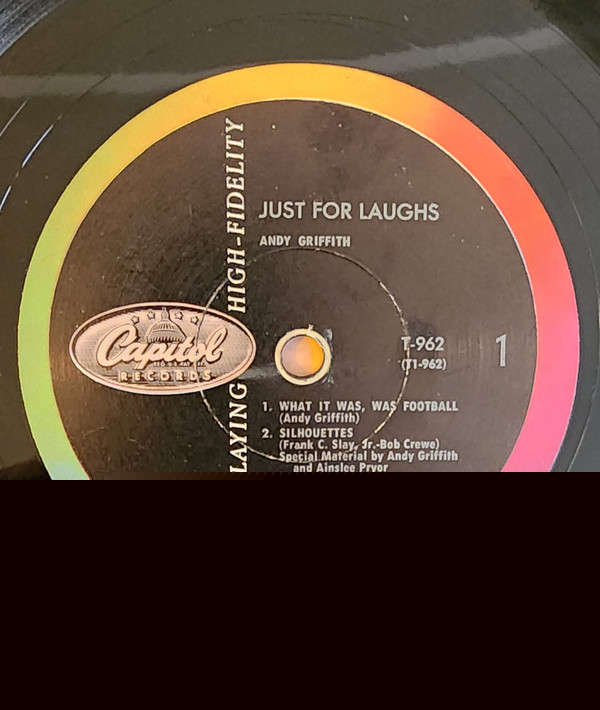 JUST FOR LAUGHS
ANDY GRIFFITH
LAYING HIGH-FIDELITY
Capitol
RECORDS
T-962
(T1-962)
1
1. WHAT IT WAS, WAS FOOTBALL
(Andy Griffith)
2. SILHOUETTES
(Frank C. Slay, Jr.-Bob Crewe)
Special Material by Andy Griffith
and Ainslee Pryor